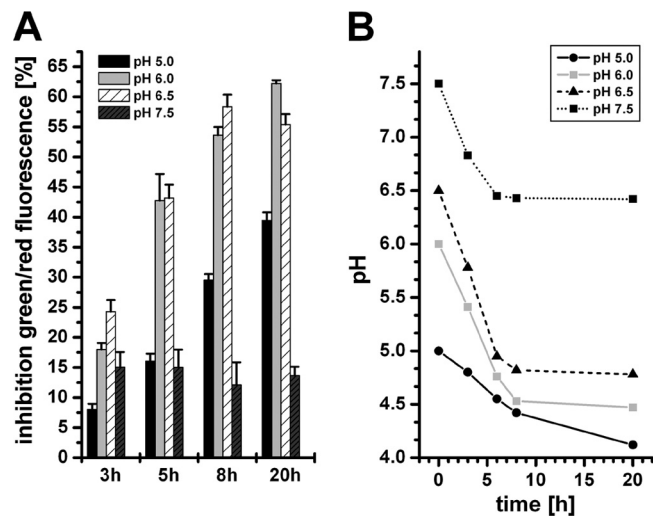 A
pH 5.0
pH 6.0
pH 6.5
pH 7.5
inhibition green/red fluorescence [%]
65
60
55
50
45
40
35
30
25
20
15
10
5
0
3h 5h 8h 20h
B
pH 5.0
pH 6.0
pH 6.5
pH 7.5
pH
7.5
7.0
6.5
6.0
5.5
5.0
4.5
4.0
0 5 10 15 20
time [h]